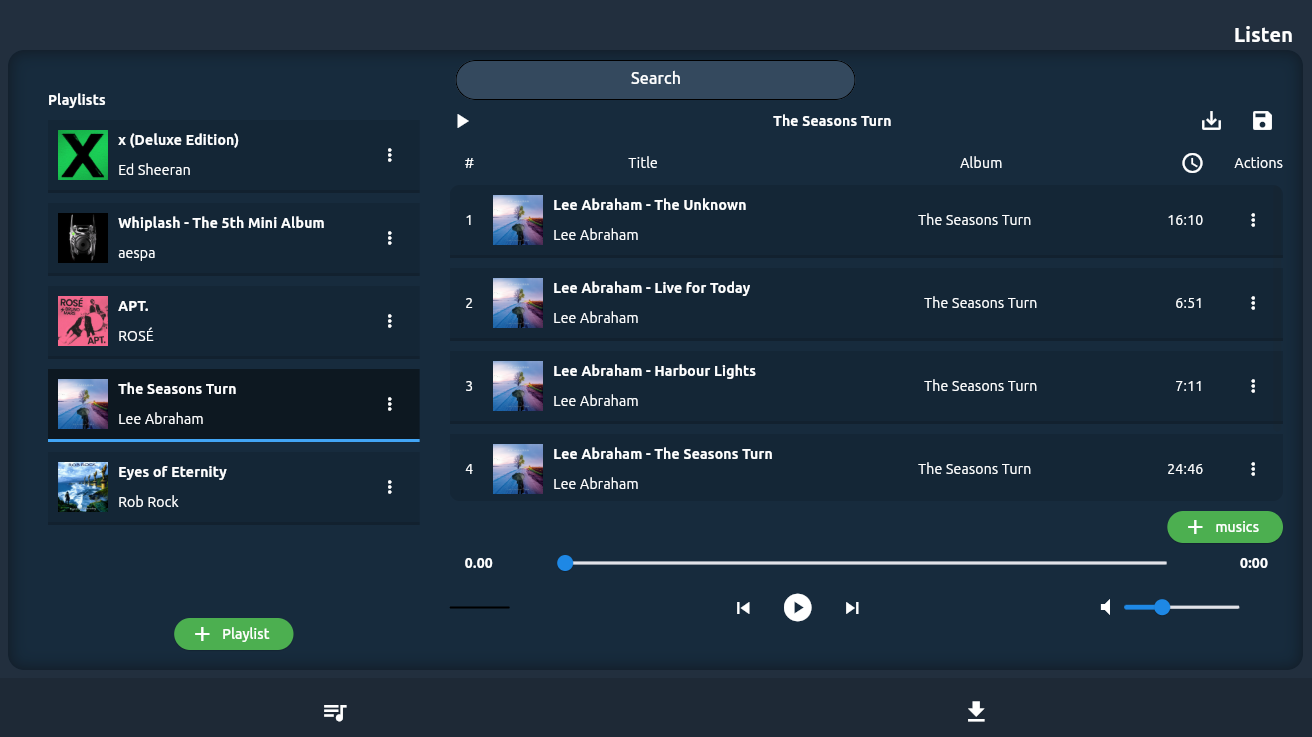 Listen
Search
Playlists
x (Deluxe Edition)
Ed Sheeran
Whiplash - The 5th Mini Album
aespa
ROSÉ
APT.
APT.
ROSÉ
The Seasons Turn
Lee Abraham
ROB ROCK
Eyes of Eternity
Rob Rock
Playlist
The Seasons Turn
# Title Album Actions
1 Lee Abraham - The Unknown The Seasons Turn 16:10
Lee Abraham
2 Lee Abraham - Live for Today The Seasons Turn 6:51
Lee Abraham
3 Lee Abraham - Harbour Lights The Seasons Turn 7:11
Lee Abraham
4 Lee Abraham - The Seasons Turn The Seasons Turn 24:46
Lee Abraham
musics
0.00 0:00